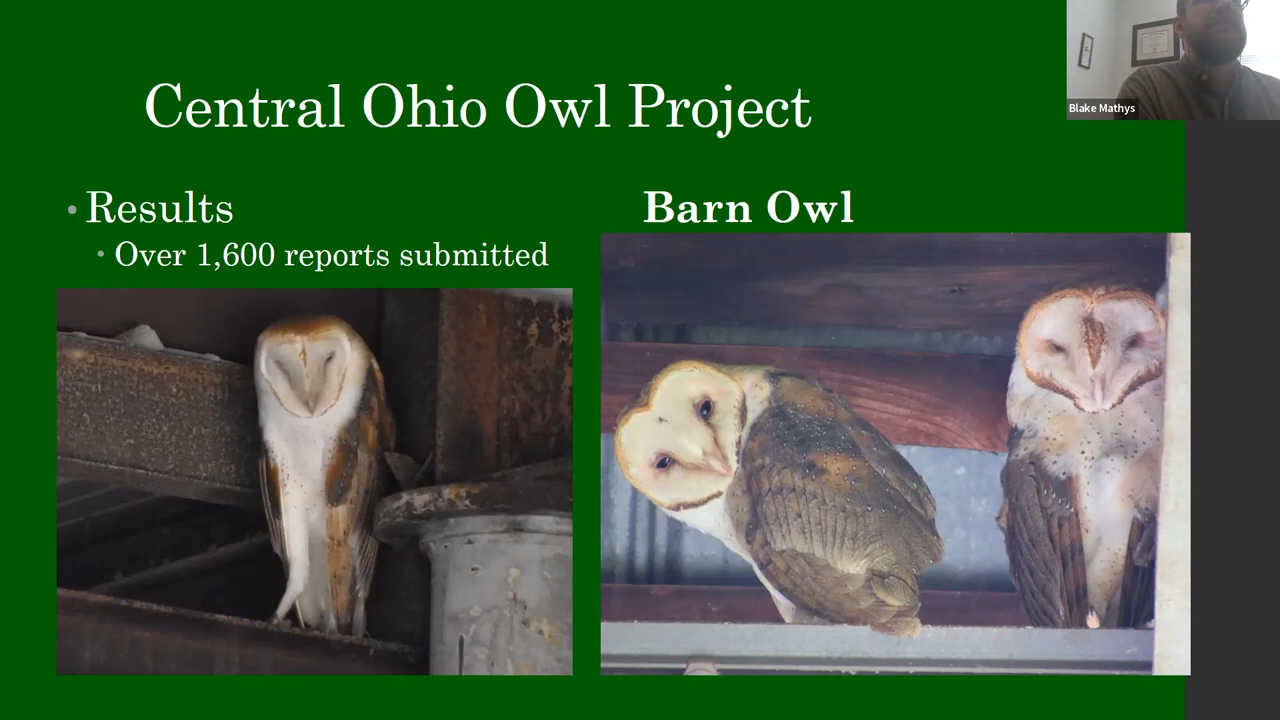 Central Ohio Owl Project
Results
Over 1,600 reports submitted
Barn Owl
Blake Mathys